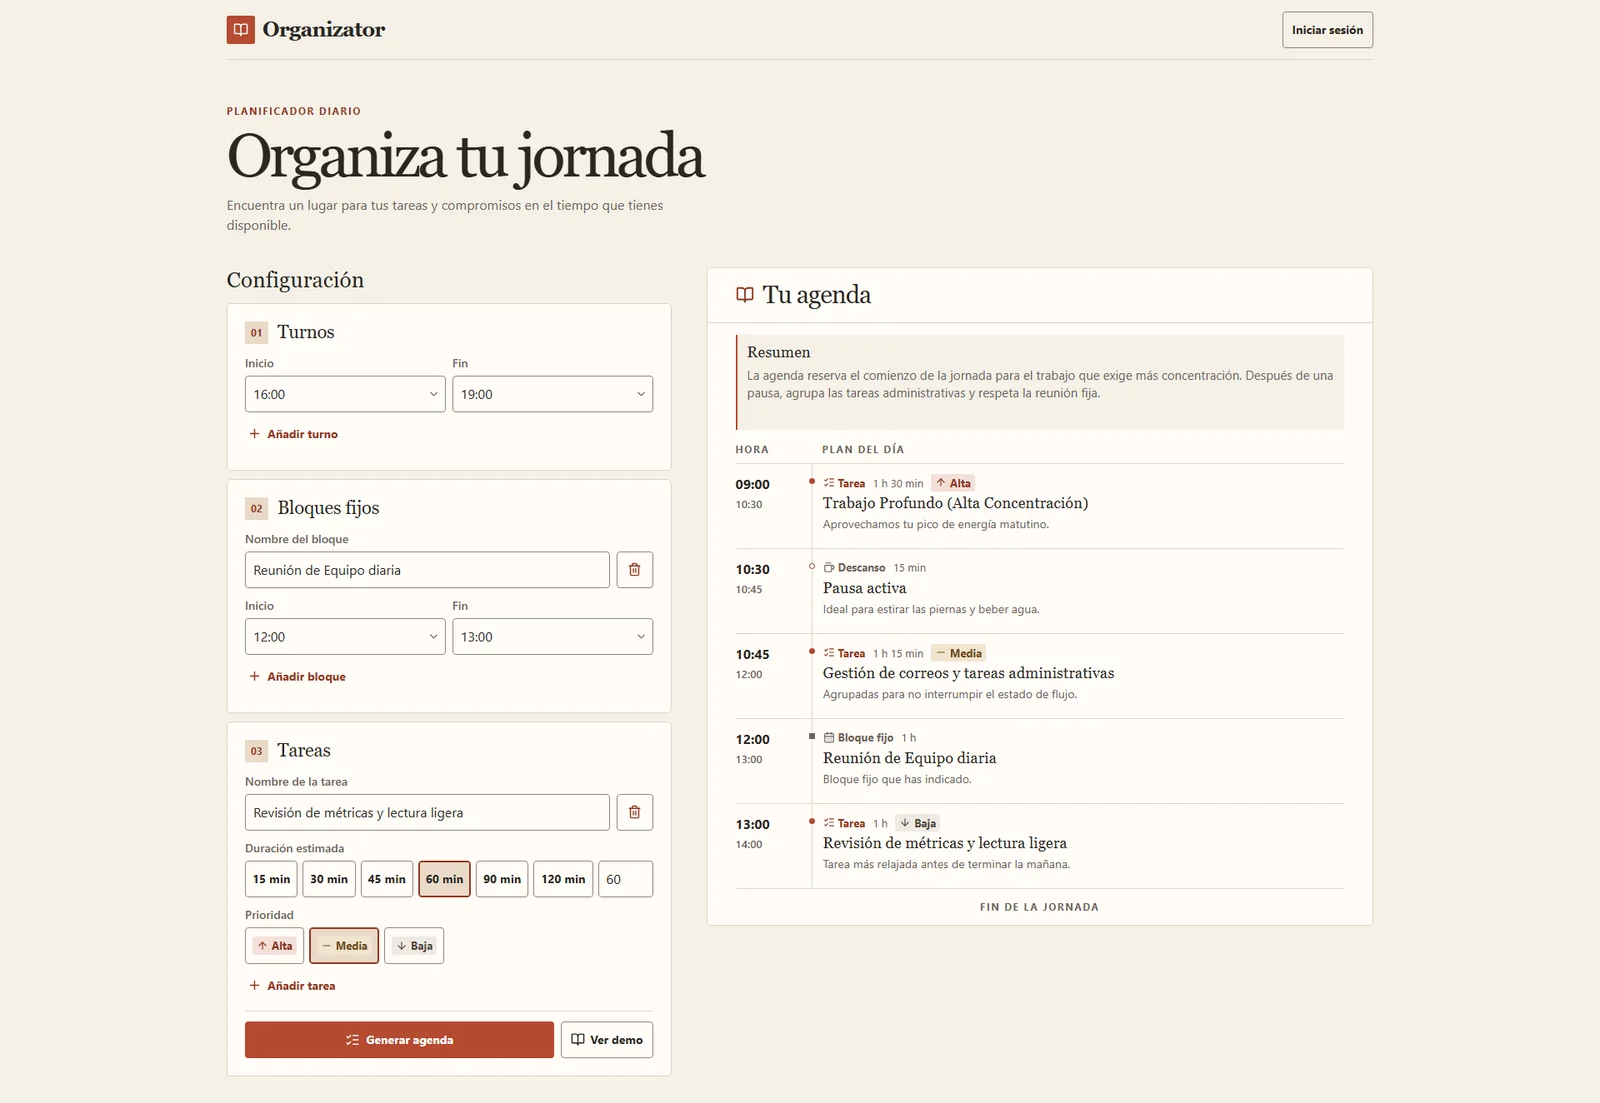 Organizator
Iniciar sesión
PLANIFICADOR DIARIO
Organiza tu jornada
Encuentra un lugar para tus tareas y compromisos en el tiempo que tienes
disponible.
Configuración
01 Turnos
Inicio Fin
16:00 19:00
+ Añadir turno
02 Bloques fijos
Nombre del bloque
Reunión de Equipo diaria
Inicio Fin
12:00 13:00
+ Añadir bloque
03 Tareas
Nombre de la tarea
Revisión de métricas y lectura ligera
Duración estimada
15 min 30 min 45 min 60 min 90 min 120 min 60
Prioridad
↑ Alta − Media ↓ Baja
+ Añadir tarea
Generar agenda Ver demo
Tu agenda
Resumen
La agenda reserva el comienzo de la jornada para el trabajo que exige más concentración. Después de una
pausa, agrupa las tareas administrativas y respeta la reunión fija.
HORA PLAN DEL DÍA
09:00 Tarea 1 h 30 min ↑ Alta
10:30 Trabajo Profundo (Alta Concentración)
Aprovechamos tu pico de energía matutino.
10:30 Descanso 15 min
10:45 Pausa activa
Ideal para estirar las piernas y beber agua.
10:45 Tarea 1 h 15 min − Media
12:00 Gestión de correos y tareas administrativas
Agrupadas para no interrumpir el estado de flujo.
12:00 Bloque fijo 1 h
13:00 Reunión de Equipo diaria
Bloque fijo que has indicado.
13:00 Tarea 1 h ↓ Baja
14:00 Revisión de métricas y lectura ligera
Tarea más relajada antes de terminar la mañana.
FIN DE LA JORNADA